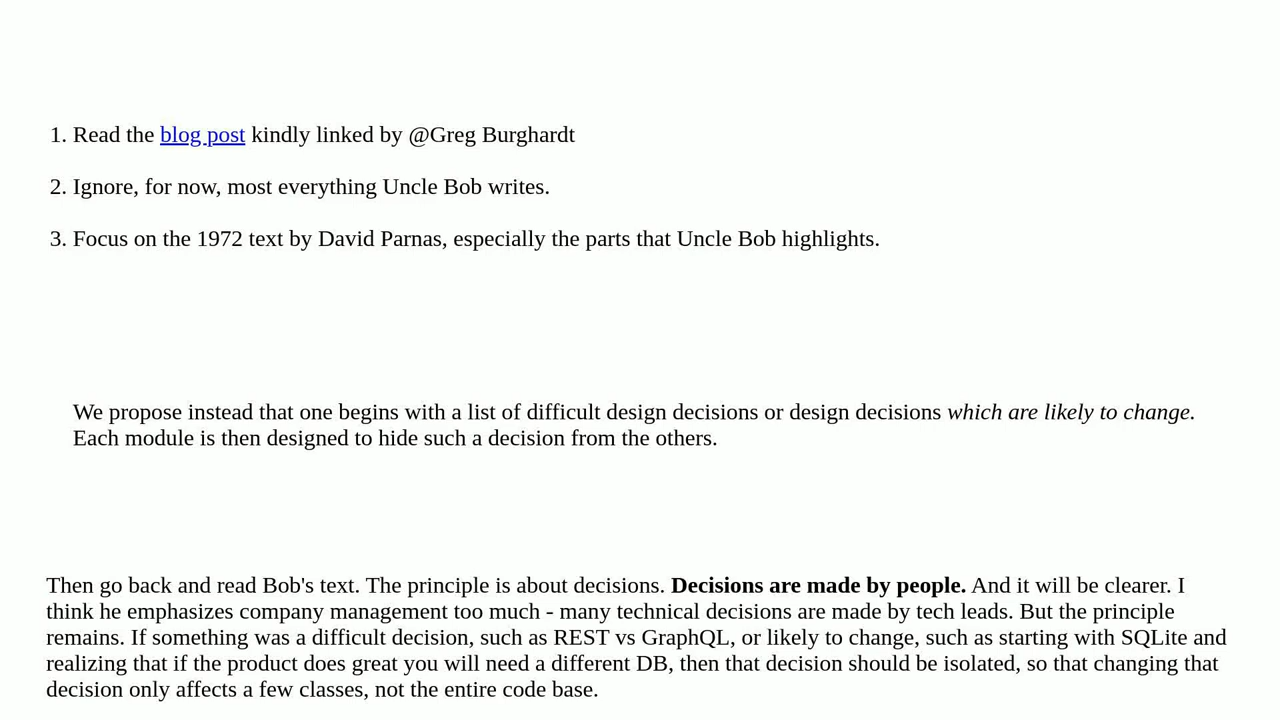 1. Read the blog post kindly linked by @Greg Burghardt
2. Ignore, for now, most everything Uncle Bob writes.
3. Focus on the 1972 text by David Parnas, especially the parts that Uncle Bob highlights.
We propose instead that one begins with a list of difficult design decisions or design decisions which are likely to change.
Each module is then designed to hide such a decision from the others.
Then go back and read Bob's text. The principle is about decisions. Decisions are made by people. And it will be clearer. I
think he emphasizes company management too much - many technical decisions are made by tech leads. But the principle
remains. If something was a difficult decision, such as REST vs GraphQL, or likely to change, such as starting with SQLite and
realizing that if the product does great you will need a different DB, then that decision should be isolated, so that changing that
decision only affects a few classes, not the entire code base.